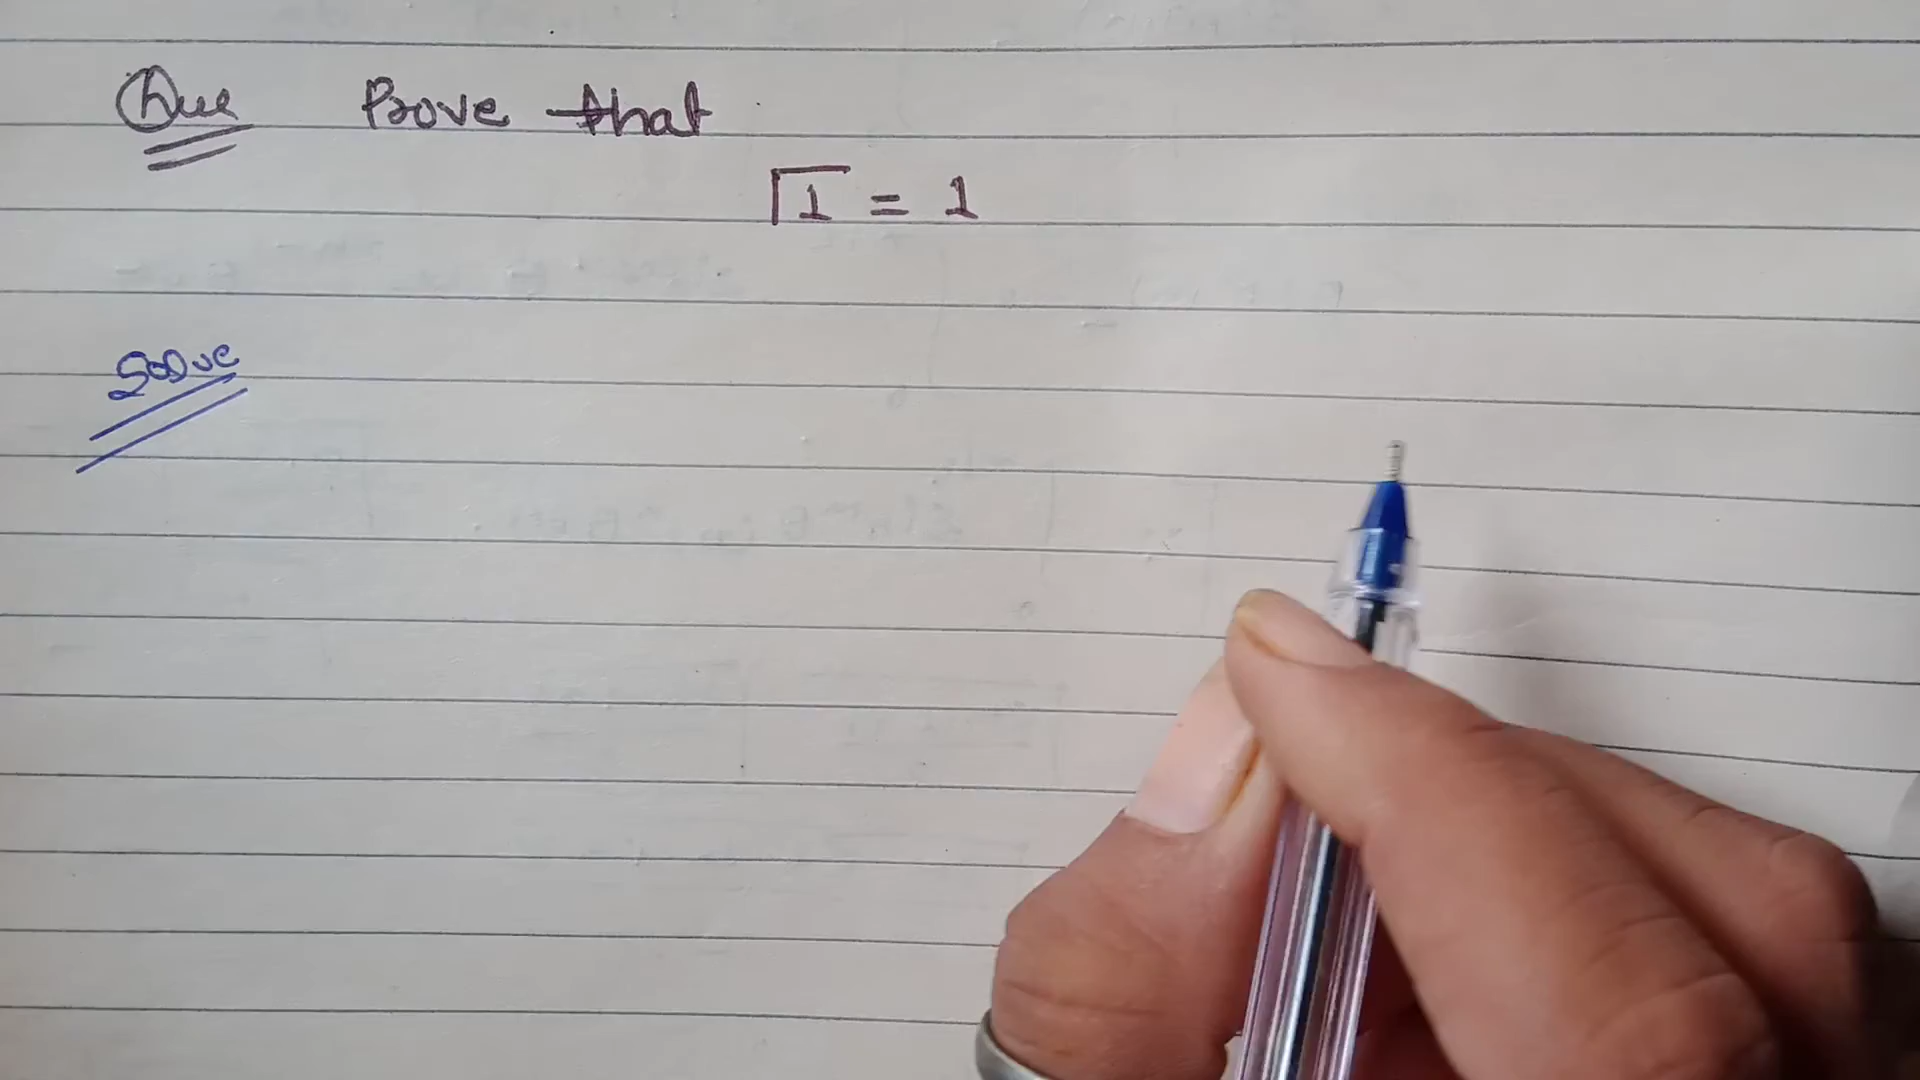 Que Prove that
Γ1 = 1
Solve